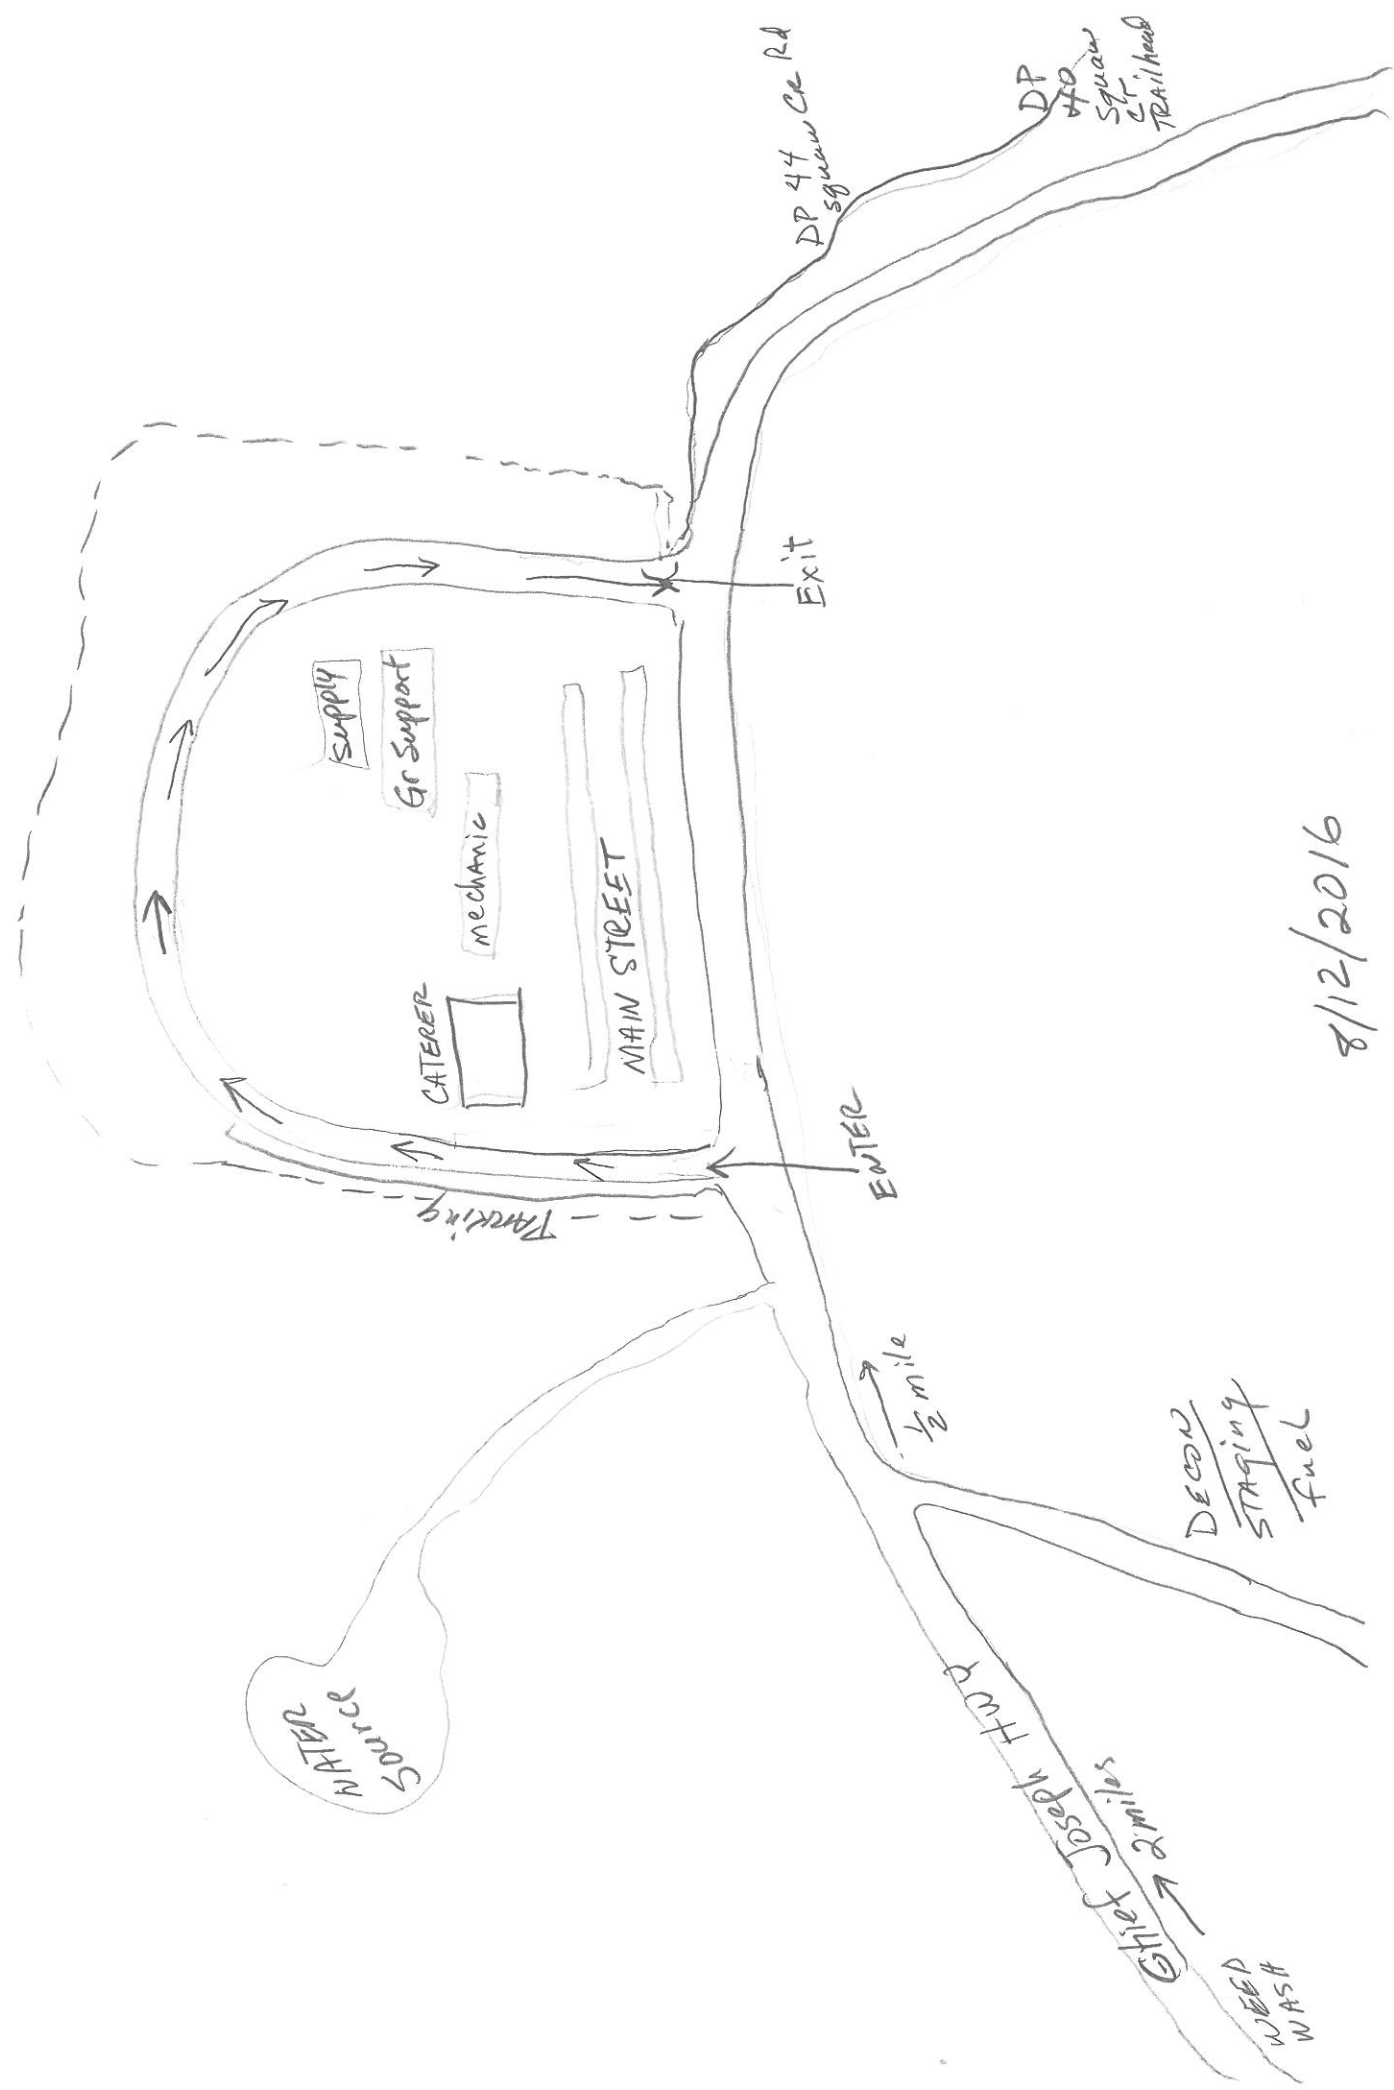 WATER
Source
Parking
CATERER
mechanic
Supply
Gr Support
MAIN STREET
ENTER
Exit
DP 44
Squaw CR Rd
DP
40
Squaw
Cr
TRAilhead
1/2 mile
Chief Joseph Hwy
2 miles
WEED
WASH
DECON
STAging
fuel
8/12/2016